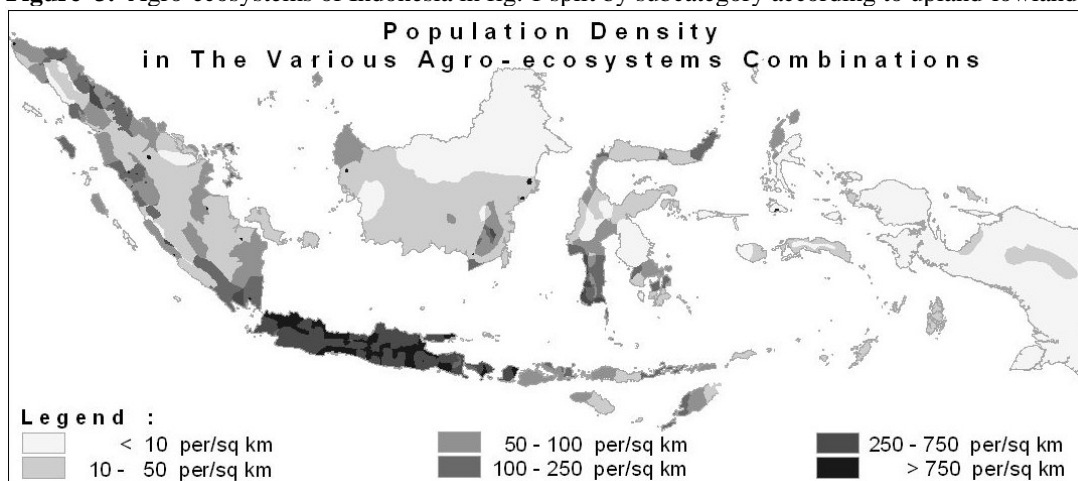 Figure 3. Agro-ecosystems of Indonesia in fig. 1 split by subcategory according to upland-lowland
Population Density
in The Various Agro-ecosystems Combinations
Legend :
< 10 per/sq km
10 - 50 per/sq km
50 - 100 per/sq km
100 - 250 per/sq km
250 - 750 per/sq km
> 750 per/sq km